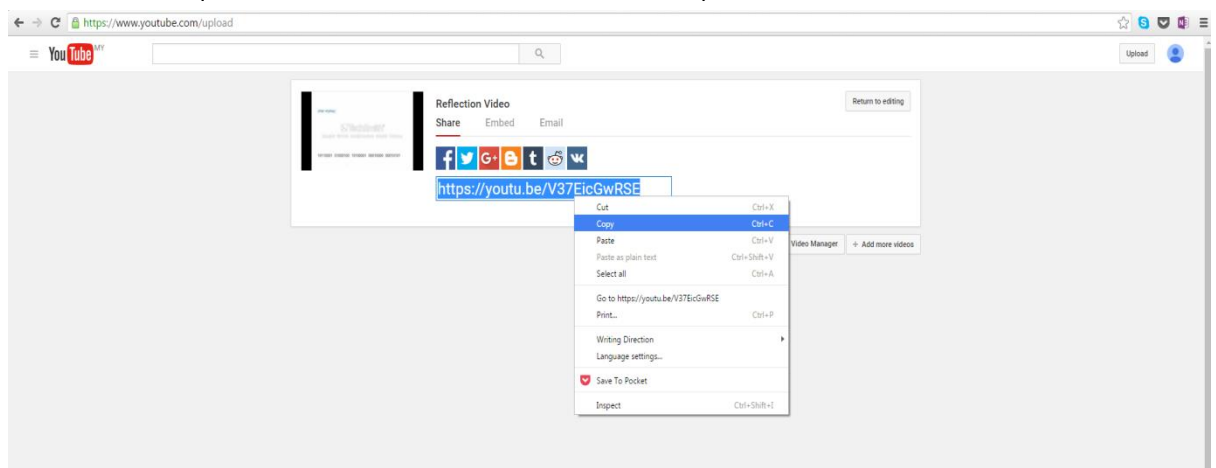 https://www.youtube.com/upload
YouTube MY
Upload
Reflection Video
Return to editing
Share Embed Email
f G+ B t vk
https://youtu.be/V37EicGwRSE
Cut Ctrl+X
Copy Ctrl+C
Paste Ctrl+V
Video Manager + Add more videos
Paste as plain text Ctrl+Shift+V
Select all Ctrl+A
Go to https://youtu.be/V37EicGwRSE
Print... Ctrl+P
Writing Direction
Language settings...
Save To Pocket
Inspect Ctrl+Shift+I